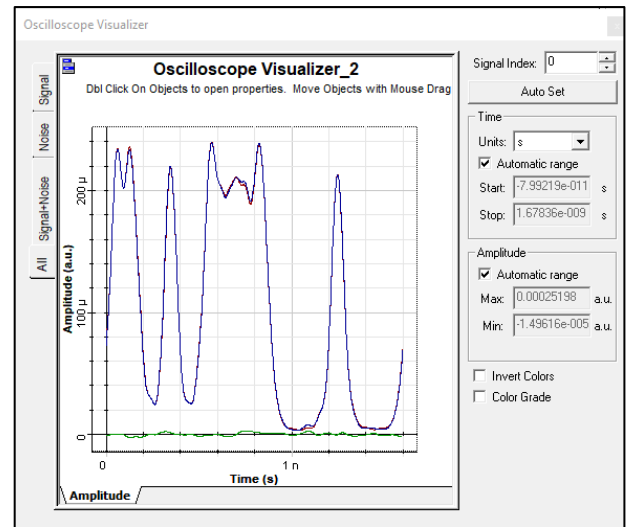 Oscilloscope Visualizer
Signal
Noise
Signal+Noise
All
Oscilloscope Visualizer_2
Dbl Click On Objects to open properties. Move Objects with Mouse Drag
Amplitude (a.u.)
200 µ
100 µ
0
0
1 n
Time (s)
Amplitude
Signal Index: 0
Auto Set
Time
Units: s
Automatic range
Start: -7.99219e-011 s
Stop: 1.67836e-009 s
Amplitude
Automatic range
Max: 0.00025198 a.u.
Min: -1.49616e-005 a.u.
Invert Colors
Color Grade